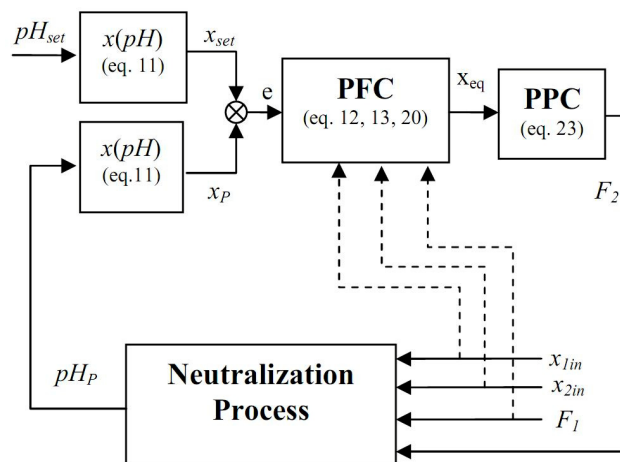 pH_set
x(pH)
(eq. 11)
x_set
e
PFC
(eq. 12, 13, 20)
x_eq
PPC
(eq. 23)
x(pH)
(eq.11)
x_P
F_2
pH_P
Neutralization
Process
x_1in
x_2in
F_1